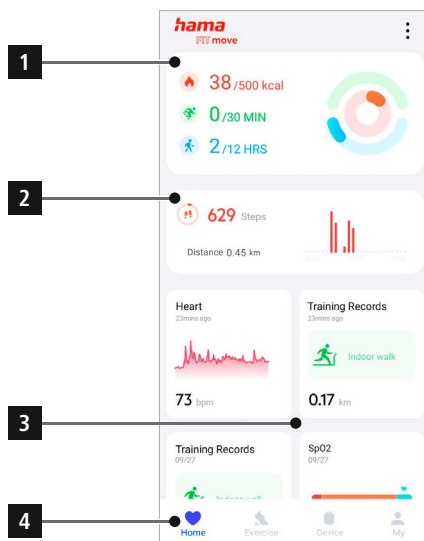 hama
FIT move
1
38/500 kcal
0/30 MIN
2/12 HRS
2
629 Steps
Distance 0.45 km
Heart
23mins ago
Training Records
23mins ago
Indoor walk
73 bpm
0.17 km
3
Training Records
09/27
SpO2
09/27
Indoor walk
4
Home
Exercise
Device
My